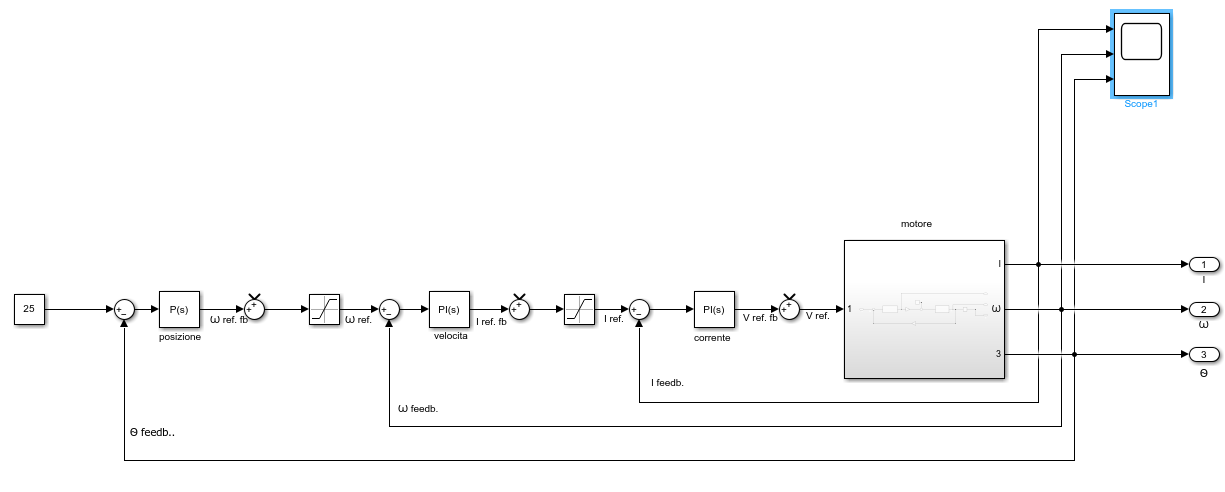 Scope1
motore
I
1
I
25
P(s)
ω ref. fb
ω ref.
PI(s)
I ref. fb
I ref.
PI(s)
V ref. fb
V ref.
1
ω
2
ω
posizione
velocita
corrente
3
3
Θ
I feedb.
ω feedb.
Θ feedb..